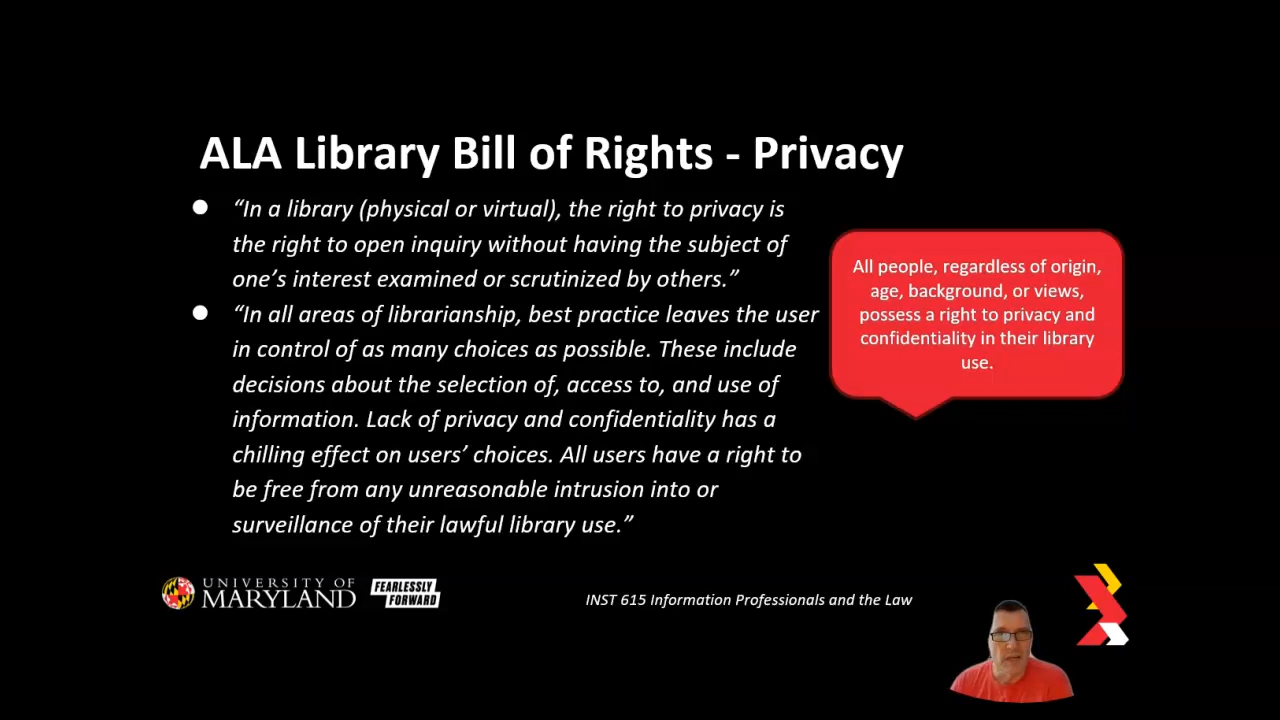 ALA Library Bill of Rights - Privacy
● “In a library (physical or virtual), the right to privacy is
the right to open inquiry without having the subject of
one’s interest examined or scrutinized by others.”
● “In all areas of librarianship, best practice leaves the user
in control of as many choices as possible. These include
decisions about the selection of, access to, and use of
information. Lack of privacy and confidentiality has a
chilling effect on users’ choices. All users have a right to
be free from any unreasonable intrusion into or
surveillance of their lawful library use.”
All people, regardless of origin,
age, background, or views,
possess a right to privacy and
confidentiality in their library
use.
UNIVERSITY OF
MARYLAND
FEARLESSLY
FORWARD
INST 615 Information Professionals and the Law